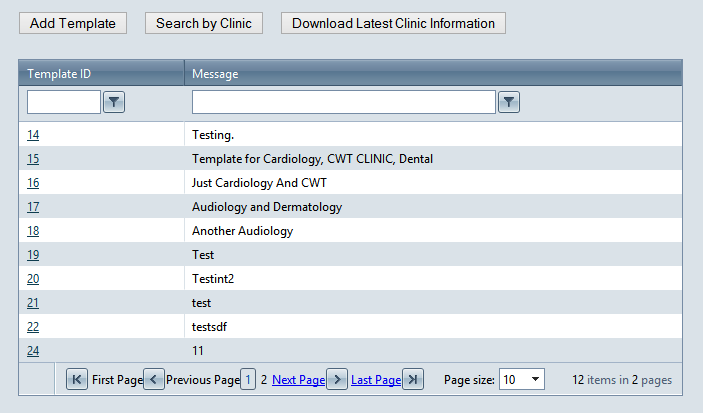 Add Template Search by Clinic Download Latest Clinic Information
Template ID Message
14 Testing.
15 Template for Cardiology, CWT CLINIC, Dental
16 Just Cardiology And CWT
17 Audiology and Dermatology
18 Another Audiology
19 Test
20 Testint2
21 test
22 testsdf
24 11
First Page Previous Page 1 2 Next Page Last Page Page size: 10 12 items in 2 pages